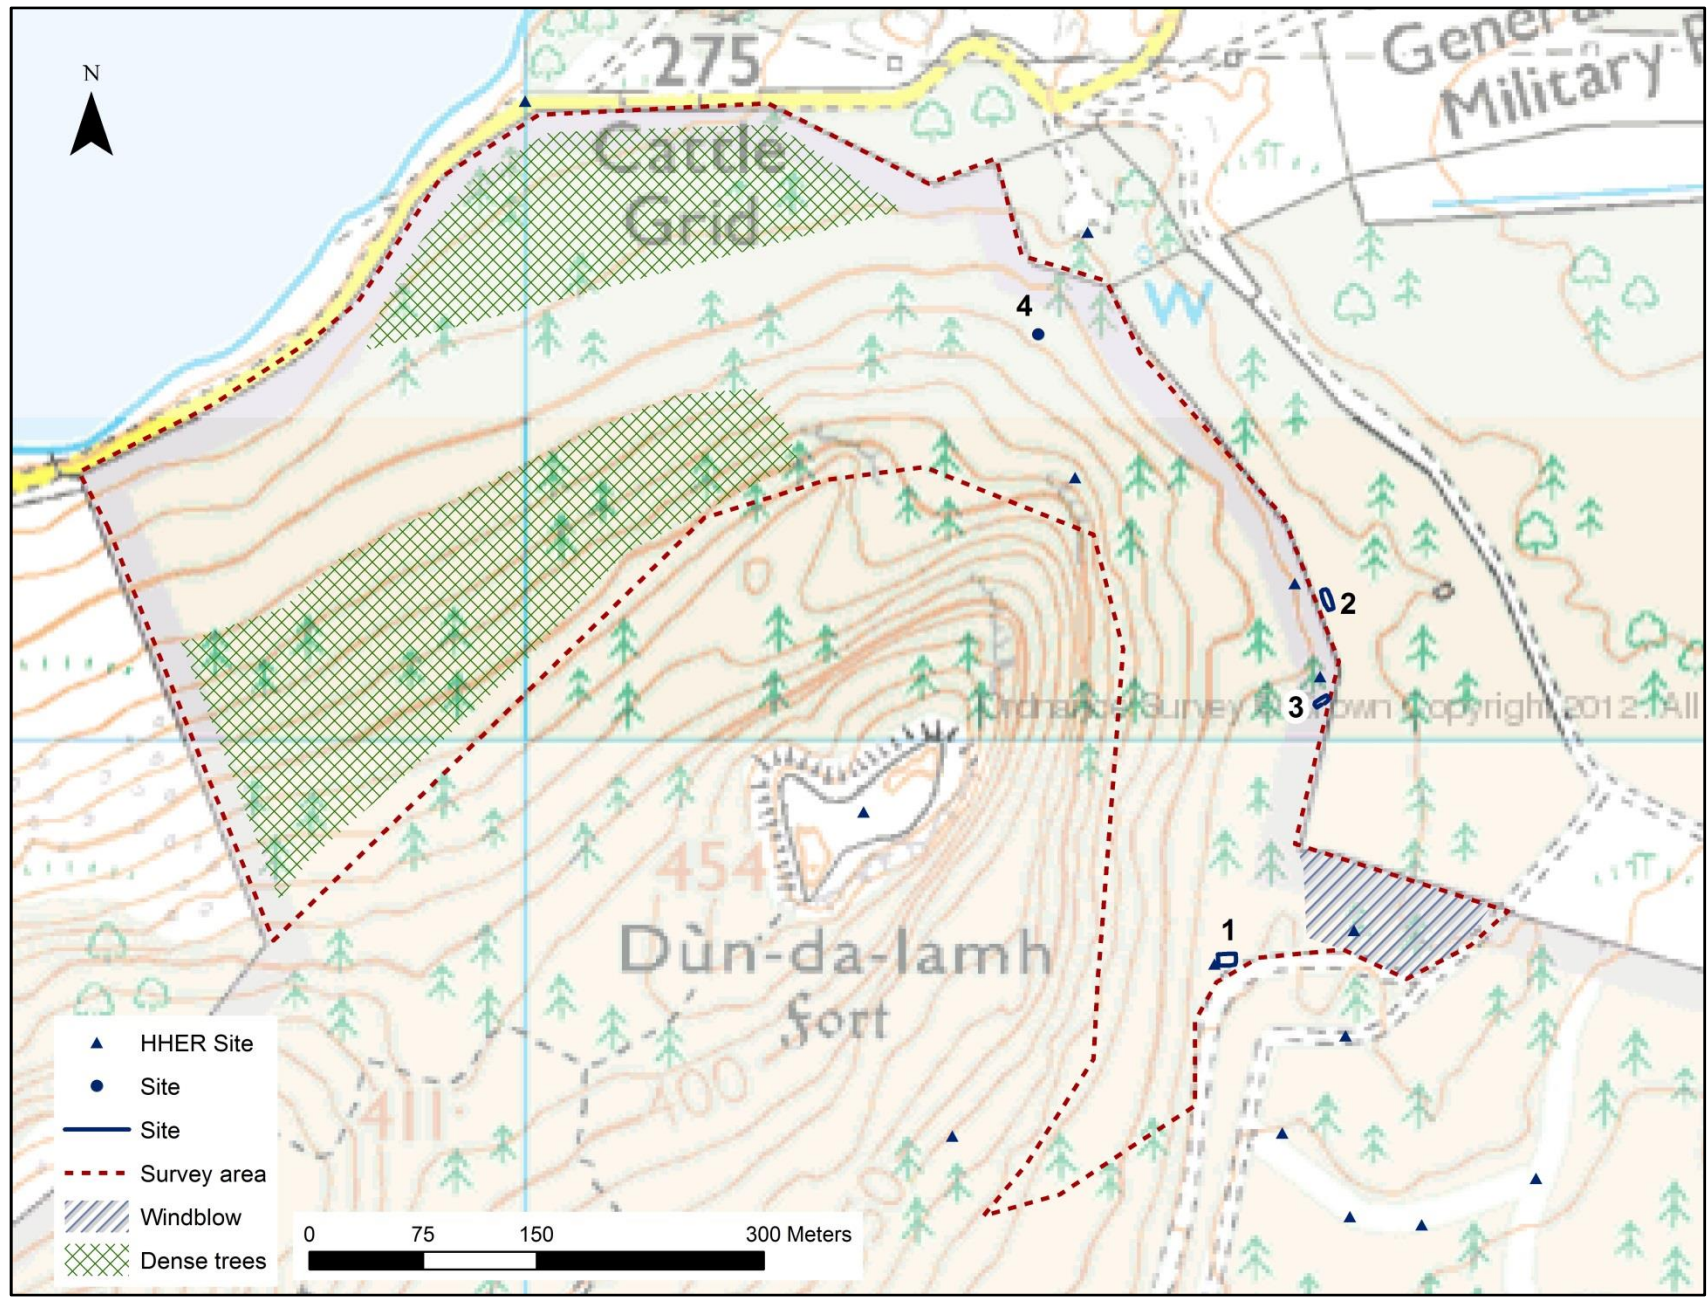 N
275
Cattle
Grid
General
Military
W
4
2
3
Ordnance Survey © Crown Copyright 2012. All
454
1
Dùn-da-lamh
fort
400
411
HHER Site
Site
Site
Survey area
Windblow
Dense trees
0 75 150 300 Meters